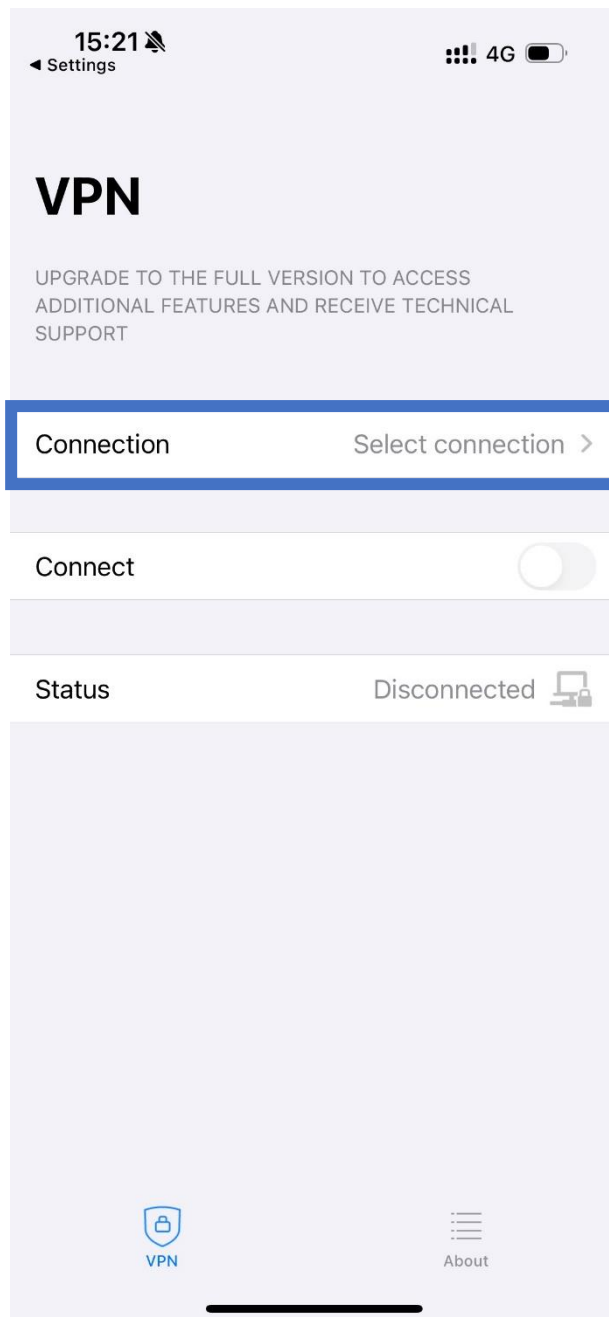 15:21
◀ Settings
4G
VPN
UPGRADE TO THE FULL VERSION TO ACCESS
ADDITIONAL FEATURES AND RECEIVE TECHNICAL
SUPPORT
Connection Select connection >
Connect
Status Disconnected
VPN About